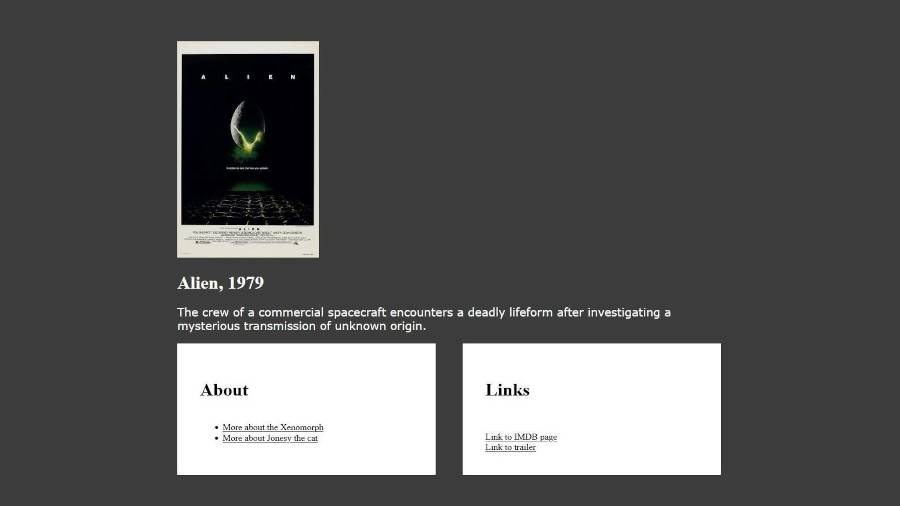 A L I E N
A L I E N
Alien, 1979
The crew of a commercial spacecraft encounters a deadly lifeform after investigating a
mysterious transmission of unknown origin.
About
More about the Xenomorph
More about Jonesy the cat
Links
Link to IMDB page
Link to trailer